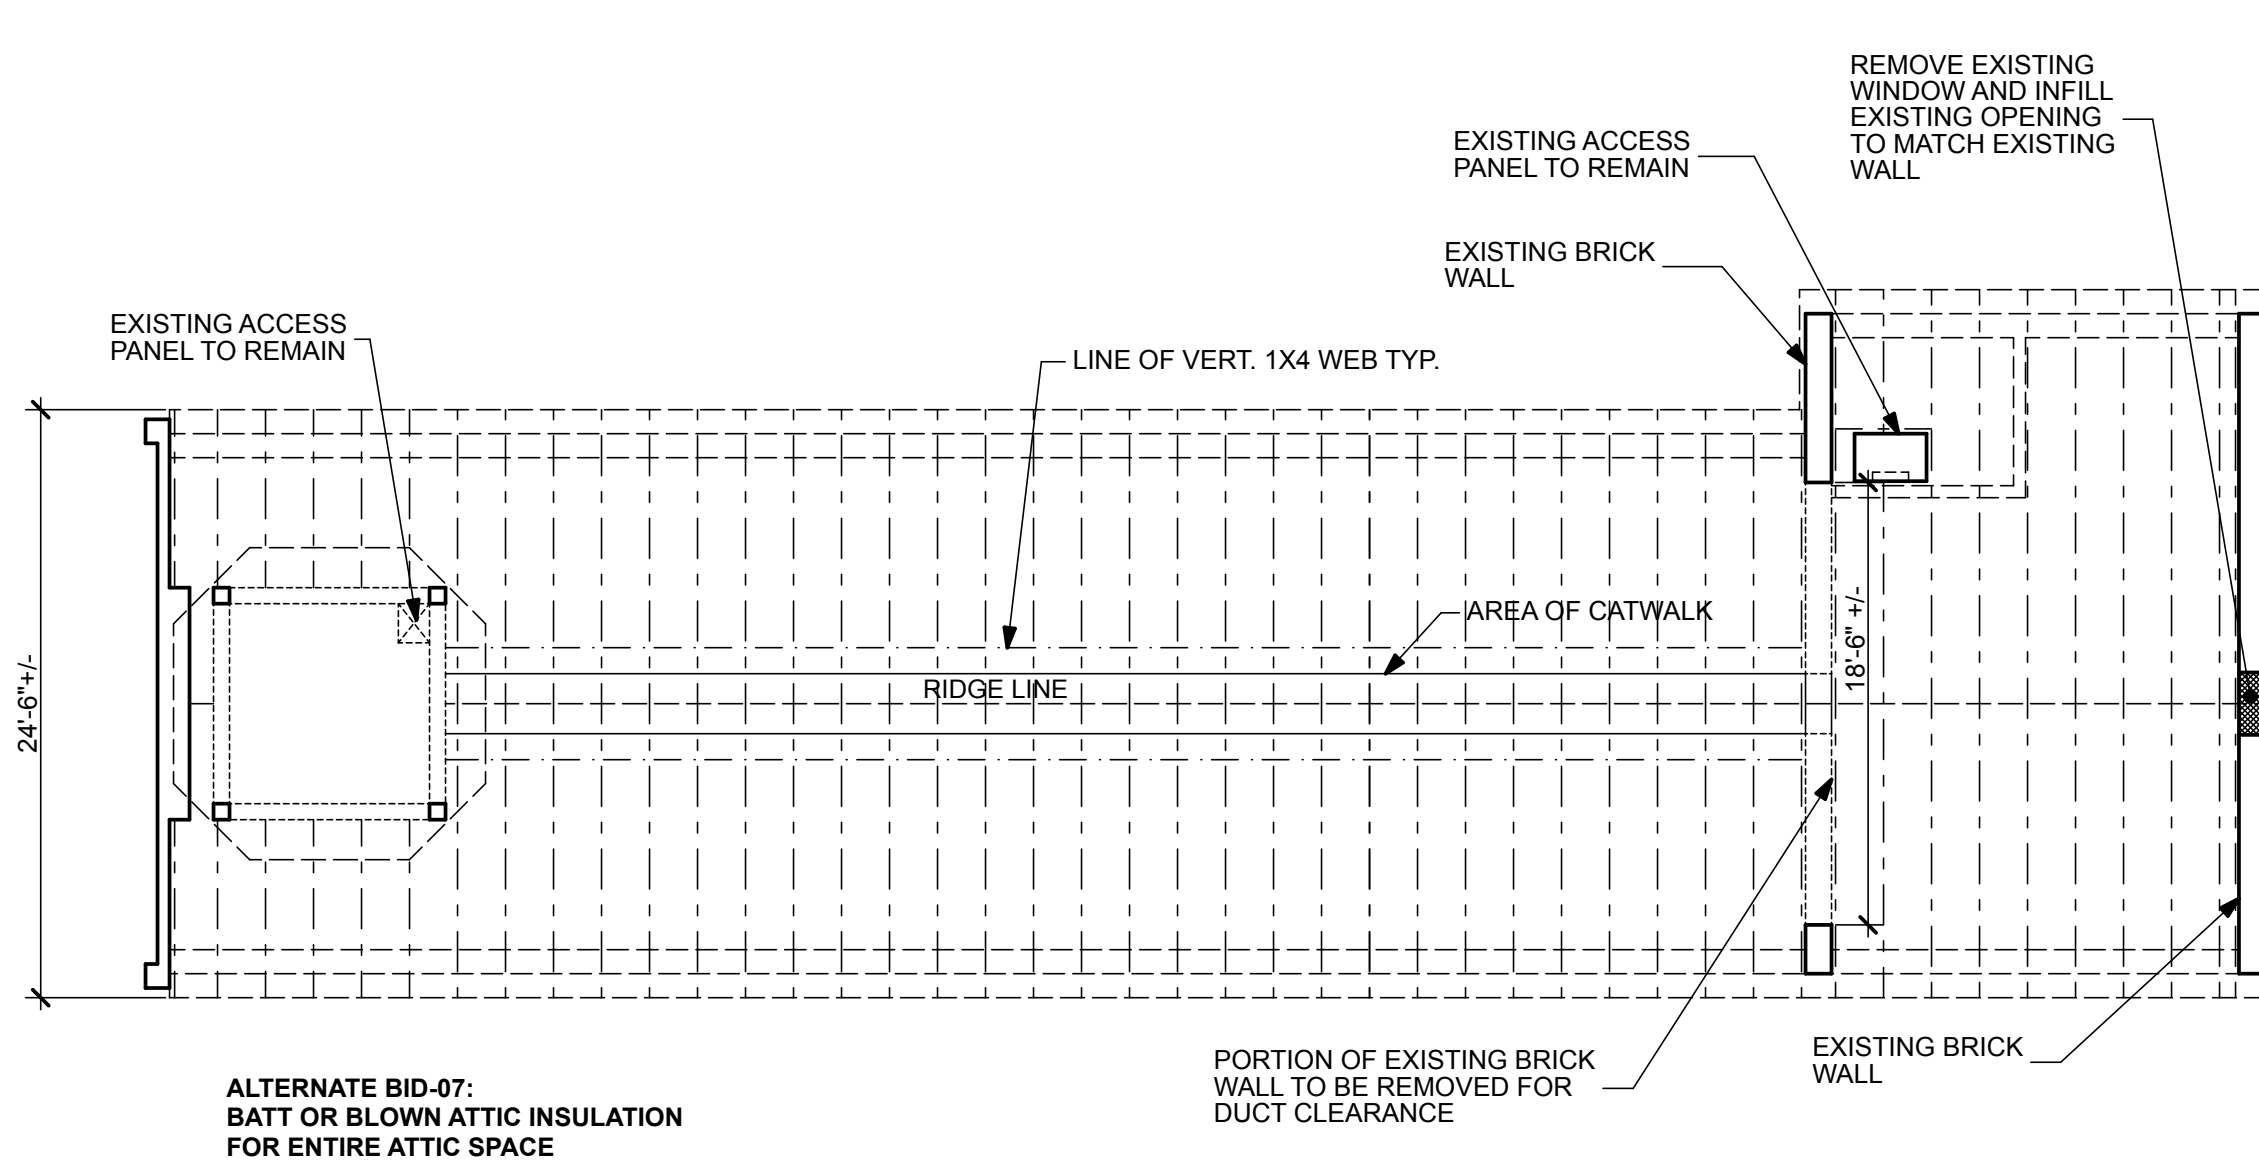 REMOVE EXISTING
WINDOW AND INFILL
EXISTING OPENING
TO MATCH EXISTING
WALL
EXISTING ACCESS
PANEL TO REMAIN
EXISTING BRICK
WALL
EXISTING ACCESS
PANEL TO REMAIN
LINE OF VERT. 1X4 WEB TYP.
AREA OF CATWALK
RIDGE LINE
18'-6" +/-
24'-6"+/-
PORTION OF EXISTING BRICK
WALL TO BE REMOVED FOR
DUCT CLEARANCE
EXISTING BRICK
WALL
ALTERNATE BID-07:
BATT OR BLOWN ATTIC INSULATION
FOR ENTIRE ATTIC SPACE